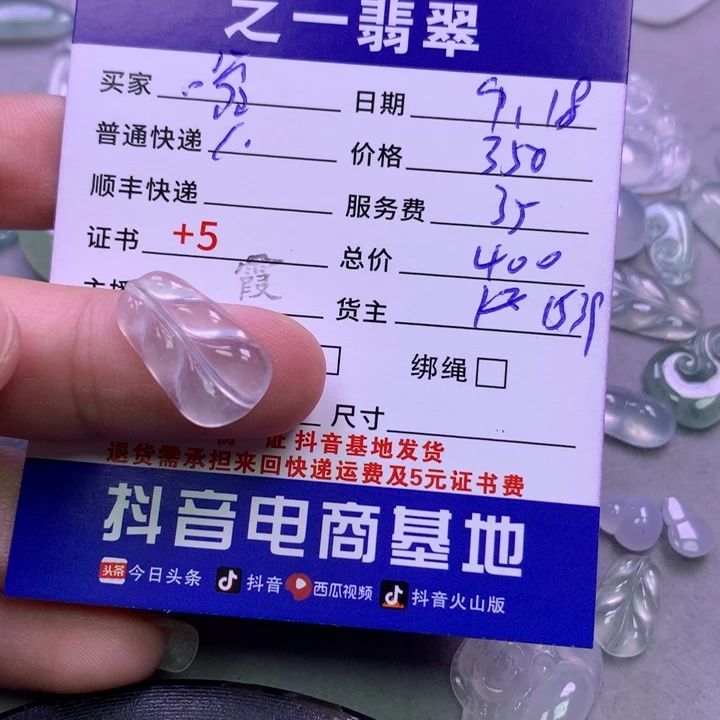 之一翡翠
买家 日期 9.18
普通快递 价格 350
顺丰快递 服务费 35
证书 +5 总价 400
霞 货主 1539
绑绳
尺寸
证 抖音基地发货
退货需承担来回快递运费及5元证书费
抖音电商基地
头条 今日头条 抖音 西瓜视频 抖音火山版